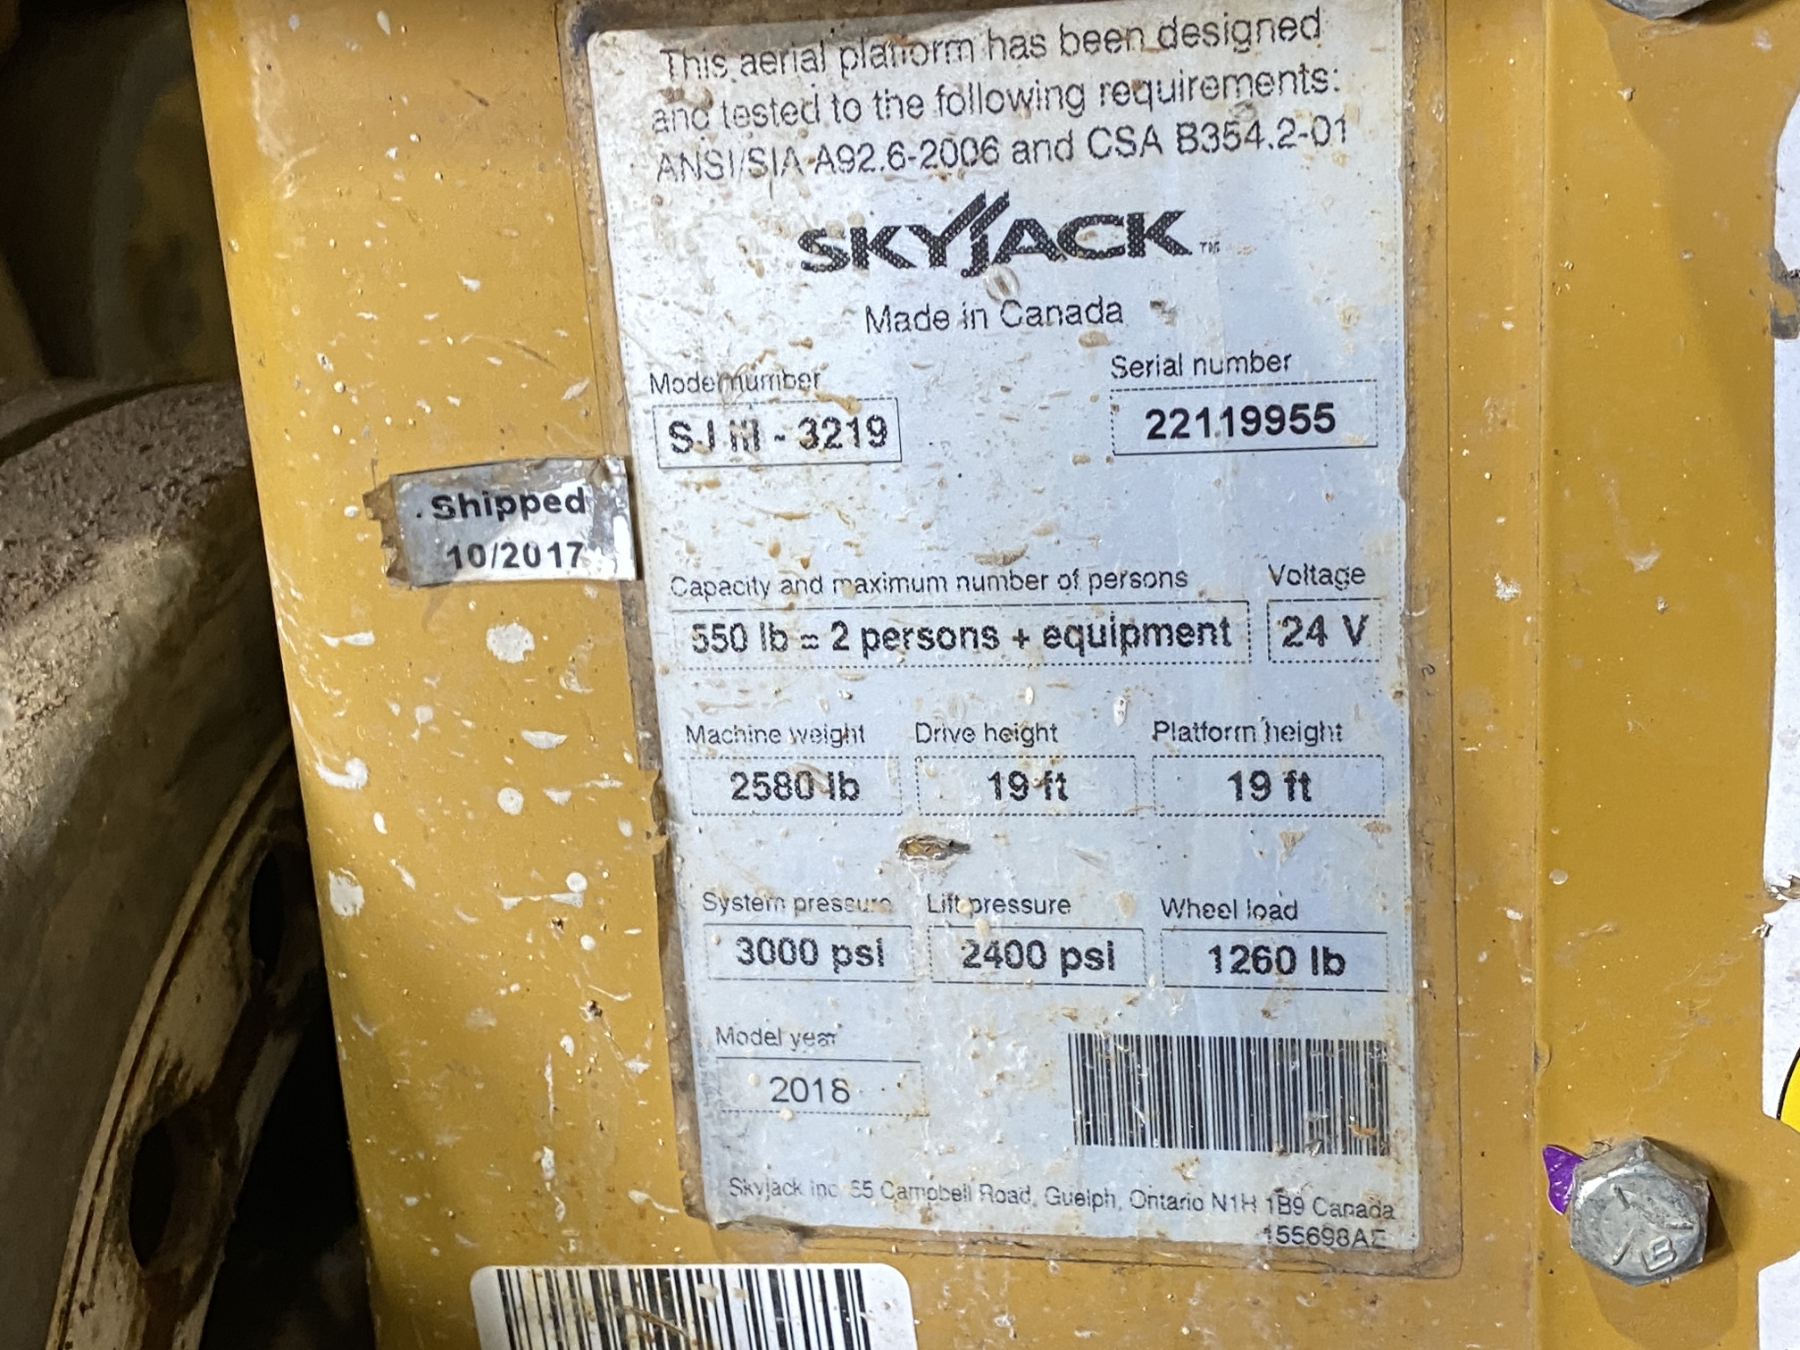 This aerial platform has been designed
and tested to the following requirements:
ANSI/SIA A92.6-2006 and CSA B354.2-01
SKYJACK™
Made in Canada
Model number
Serial number
SJ III - 3219
22119955
Shipped
10/2017
Capacity and maximum number of persons
Voltage
550 lb = 2 persons + equipment
24 V
Machine weight
Drive height
Platform height
2580 lb
19 ft
19 ft
System pressure
Lift pressure
Wheel load
3000 psi
2400 psi
1260 lb
Model year
2018
Skyjack Inc Campbell Road, Guelph, Ontario N1H 1B9 Canada
155698AE
B